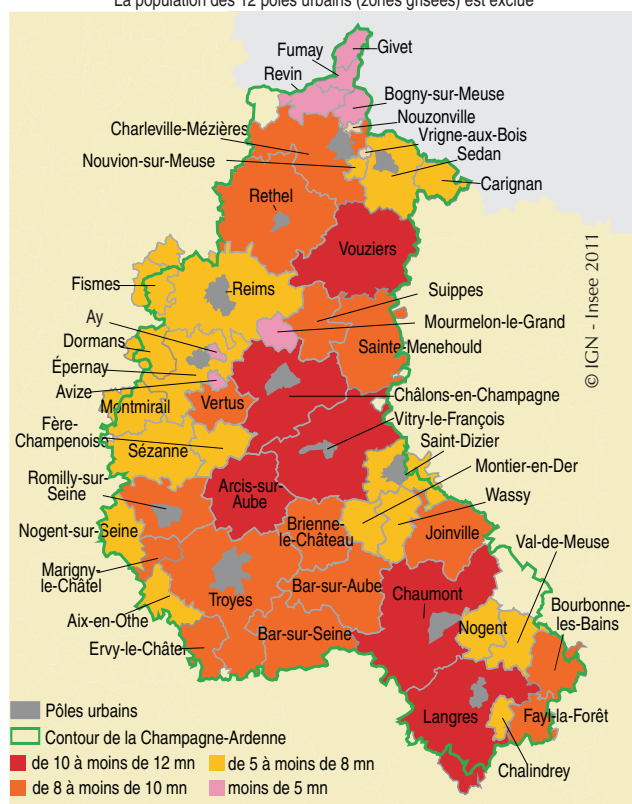 La population des 12 pôles urbains (zones grisées) est exclue
Fumay
Givet
Revin
Bogny-sur-Meuse
Nouzonville
Charleville-Mézières
Vrigne-aux-Bois
Nouvion-sur-Meuse
Sedan
Carignan
Rethel
Vouziers
Fismes
Reims
Suippes
Ay
Mourmelon-le-Grand
Dormans
Sainte-Menehould
Épernay
Avize
Châlons-en-Champagne
Montmirail
Vertus
Vitry-le-François
Fère-
Champenoise
Saint-Dizier
Sézanne
Montier-en-Der
Romilly-sur-
Seine
Arcis-sur-
Aube
Wassy
Nogent-sur-Seine
Brienne-
le-Château
Joinville
Val-de-Meuse
Marigny-
le-Châtel
Bar-sur-Aube
Chaumont
Bourbonne-
les-Bains
Troyes
Aix-en-Othe
Nogent
Bar-sur-Seine
Ervy-le-Châtel
Langres
Fayl-la-Forêt
Chalindrey
© IGN - Insee 2011
Pôles urbains
Contour de la Champagne-Ardenne
de 10 à moins de 12 mn
de 5 à moins de 8 mn
de 8 à moins de 10 mn
moins de 5 mn